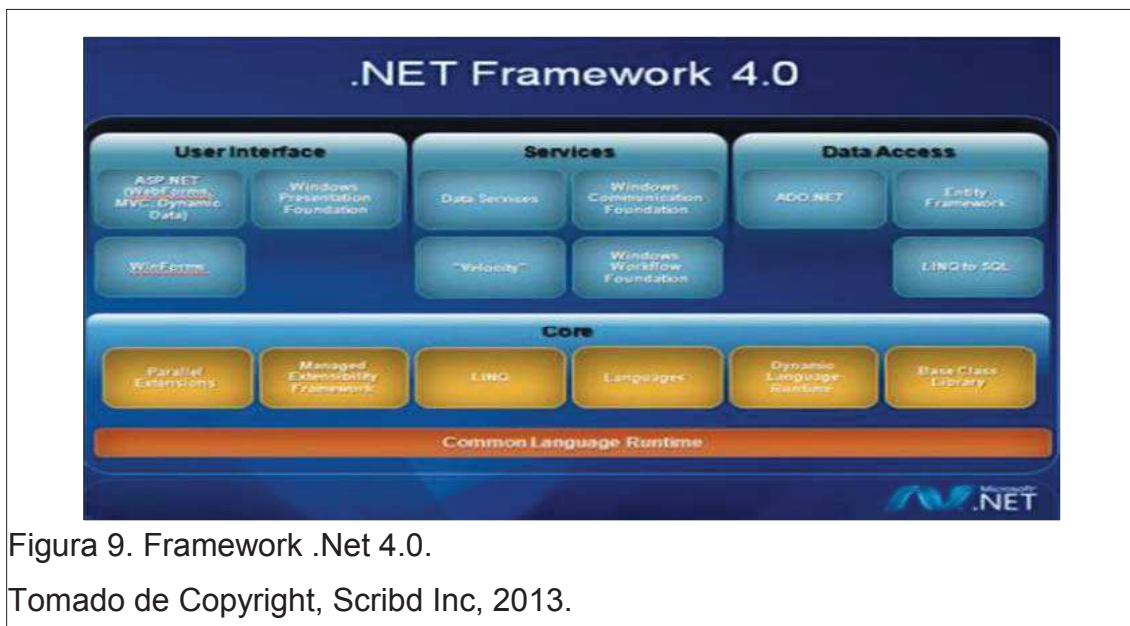 .NET Framework 4.0
User Interface
ASP.NET
(WebForms,
MVC, Dynamic
Data)
Windows
Presentation
Foundation
WinForms
Services
Data Services
Windows
Communication
Foundation
"Velocity"
Windows
Workflow
Foundation
Data Access
ADO.NET
Entity
Framework
LINQ to SQL
Core
Parallel
Extensions
Managed
Extensibility
Framework
LINQ
Languages
Dynamic
Language
Runtime
Base Class
Library
Common Language Runtime
Microsoft
.NET
Figura 9. Framework .Net 4.0.
Tomado de Copyright, Scribd Inc, 2013.